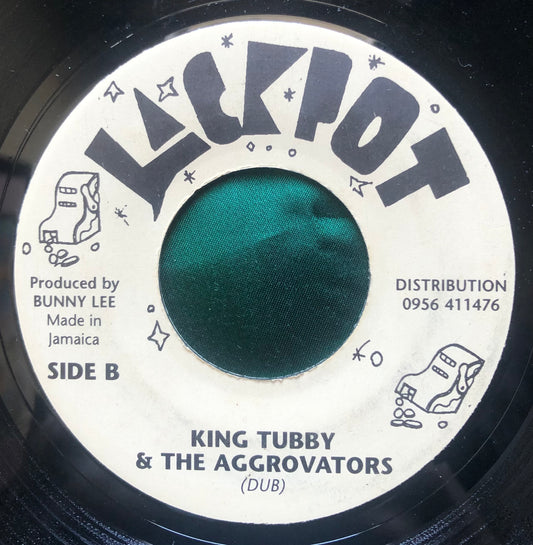 JACKPOT
Produced by
BUNNY LEE
Made in
Jamaica
SIDE B
DISTRIBUTION
0956 411476
KING TUBBY
& THE AGGROVATORS
(DUB)